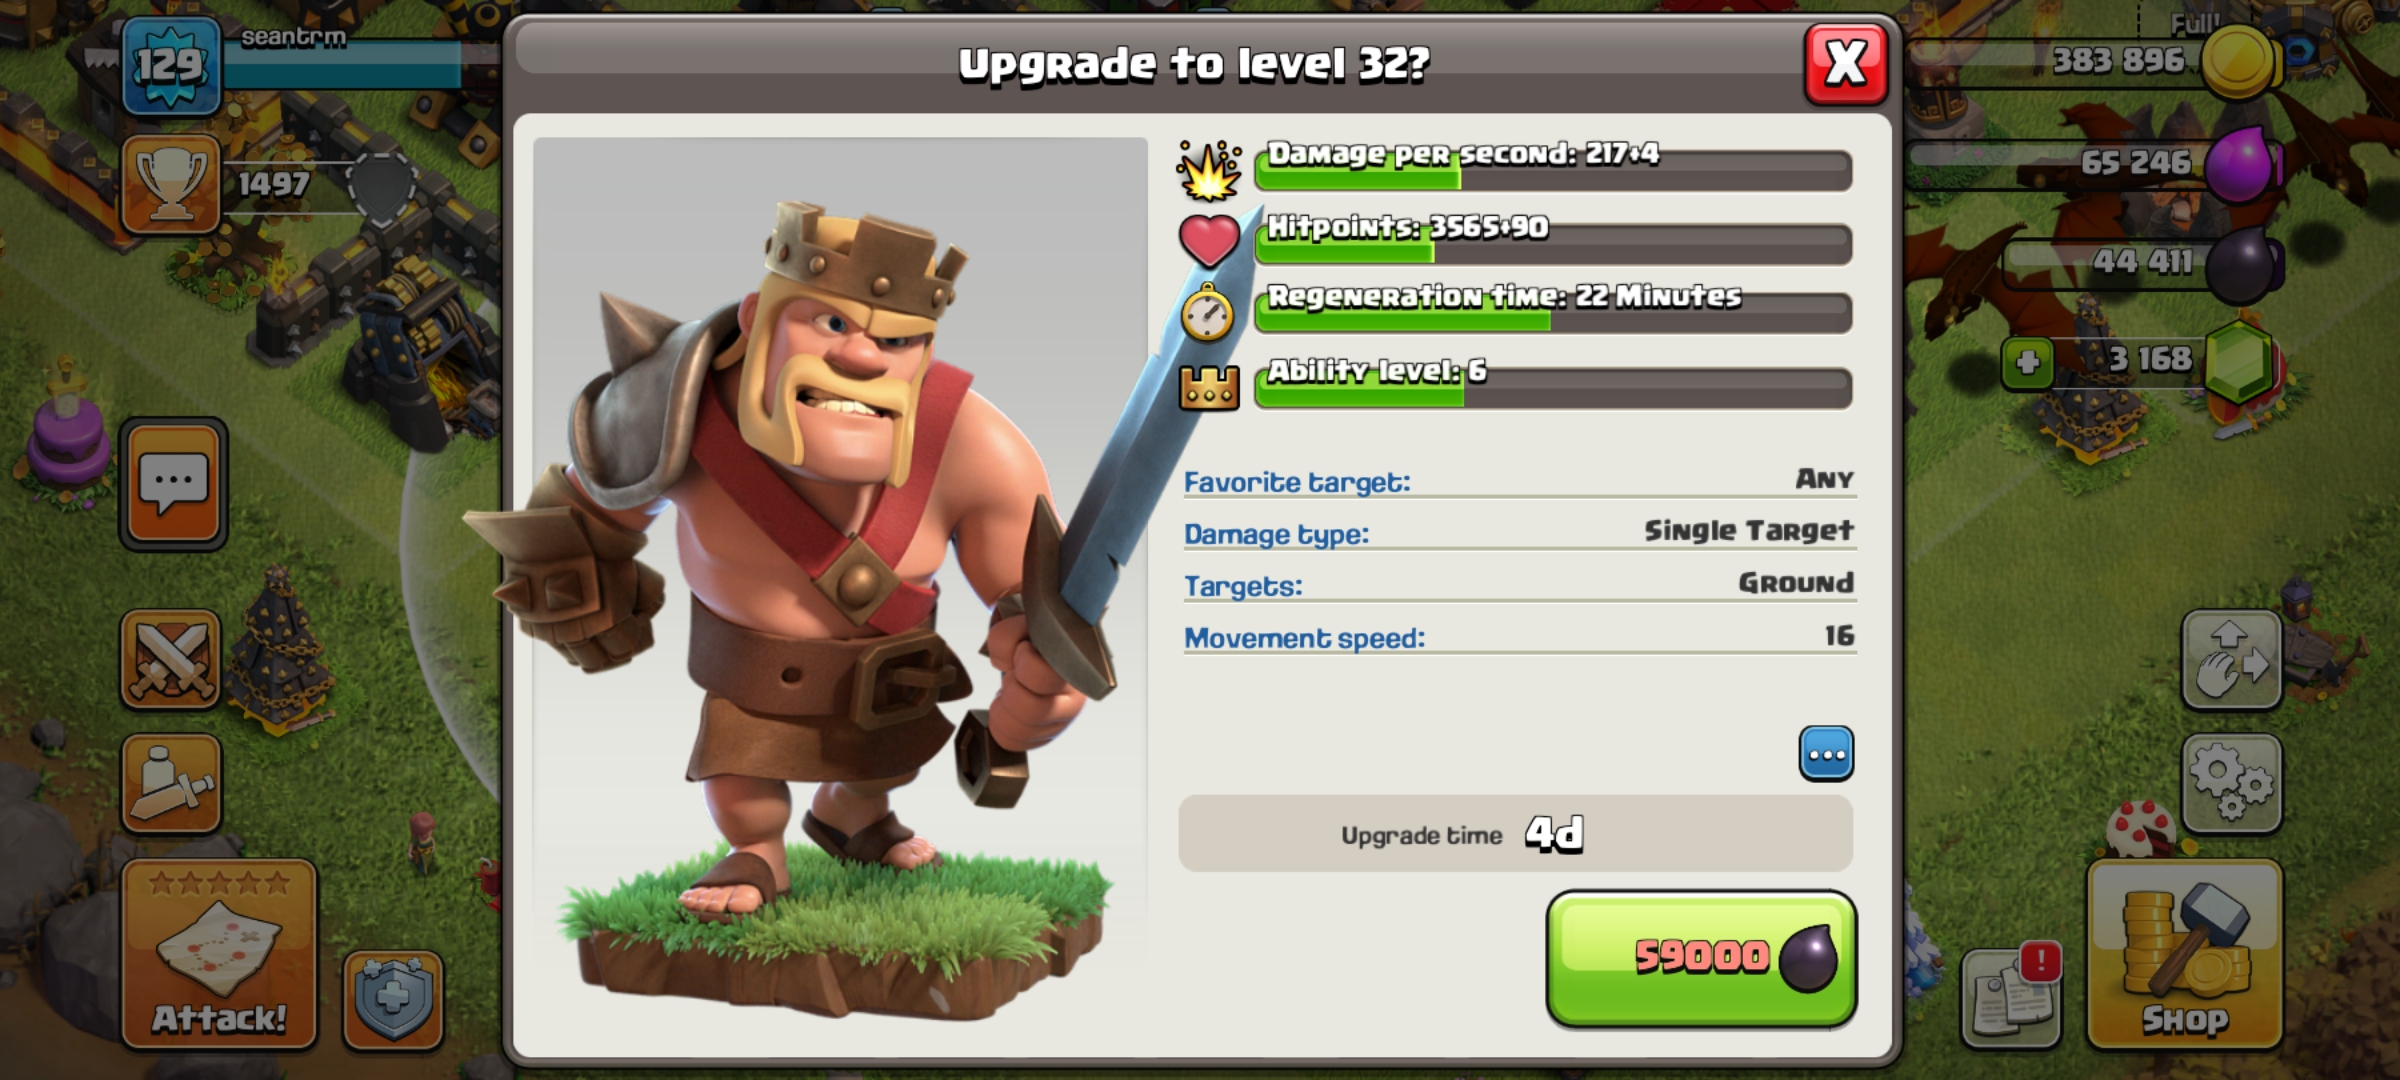 129
seantrm
1497
Upgrade to level 32?
X
Full!
383 896
65 246
44 411
3 168
Damage per second: 217+4
Hitpoints: 3565+90
Regeneration time: 22 Minutes
Ability level: 6
Favorite target: Any
Damage type: Single Target
Targets: Ground
Movement speed: 16
Upgrade time 4d
59000
Attack!
!
Shop